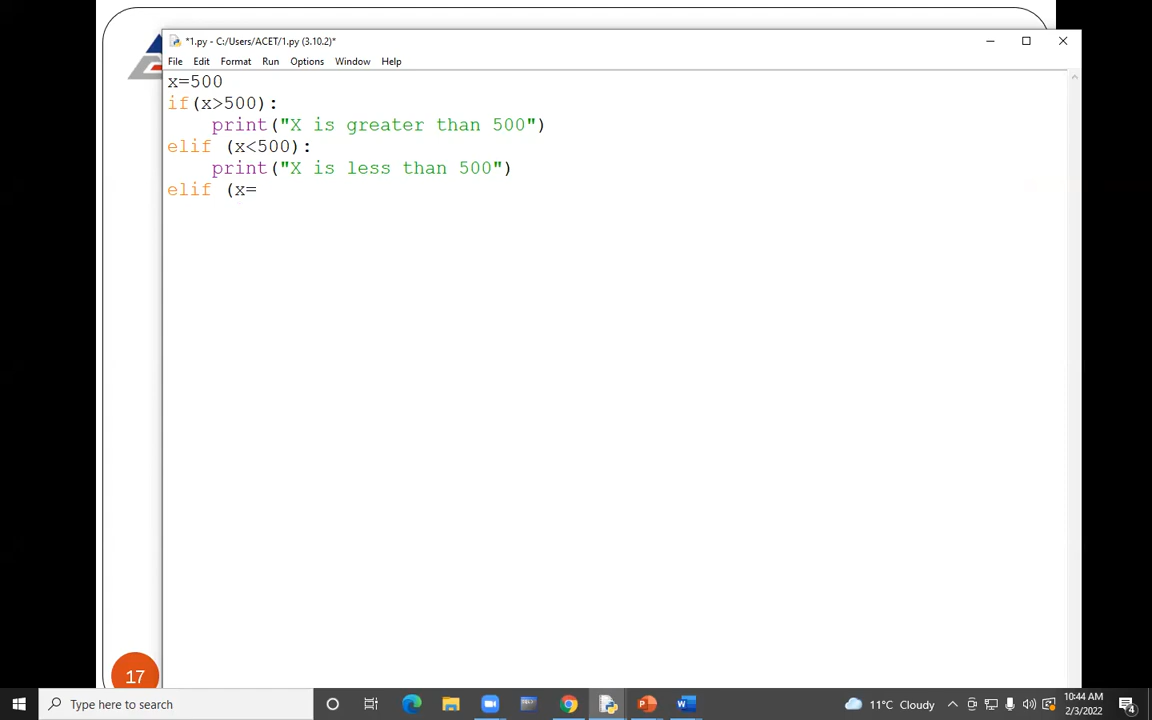 *1.py - C:/Users/ACET/1.py (3.10.2)*
File Edit Format Run Options Window Help
x=500
if(x>500):
    print("X is greater than 500")
elif (x<500):
    print("X is less than 500")
elif (x=
17
Type here to search
11°C Cloudy
10:44 AM
2/3/2022
4